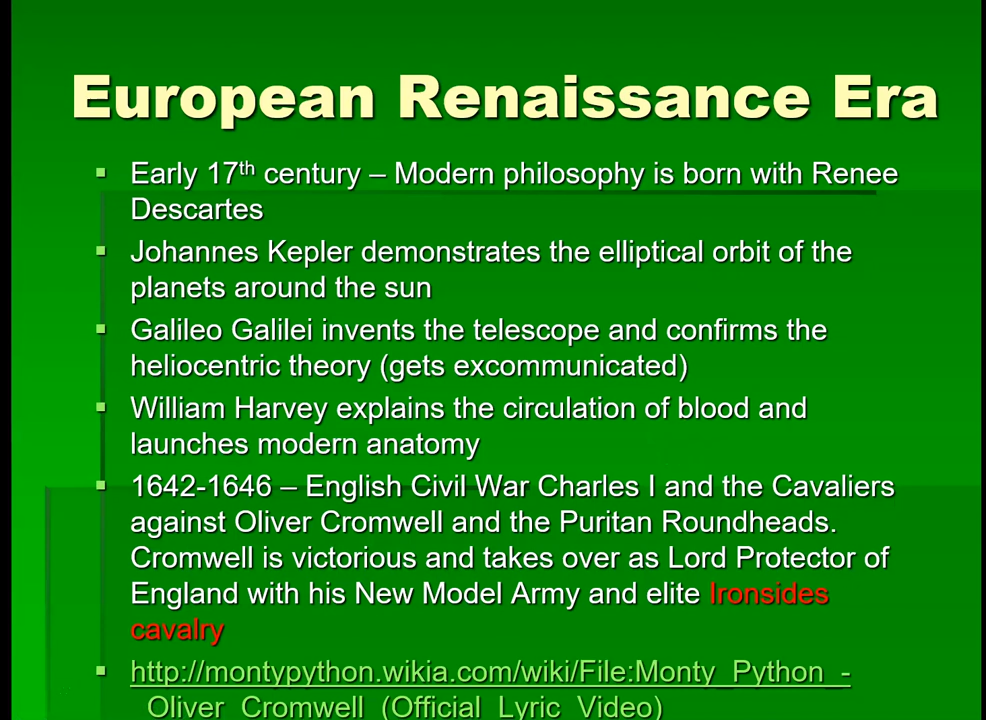 European Renaissance Era
Early 17th century – Modern philosophy is born with Renee
Descartes
Johannes Kepler demonstrates the elliptical orbit of the
planets around the sun
Galileo Galilei invents the telescope and confirms the
heliocentric theory (gets excommunicated)
William Harvey explains the circulation of blood and
launches modern anatomy
1642-1646 – English Civil War Charles I and the Cavaliers
against Oliver Cromwell and the Puritan Roundheads.
Cromwell is victorious and takes over as Lord Protector of
England with his New Model Army and elite Ironsides
cavalry
http://montypython.wikia.com/wiki/File:Monty_Python_-
_Oliver_Cromwell_(Official_Lyric_Video)